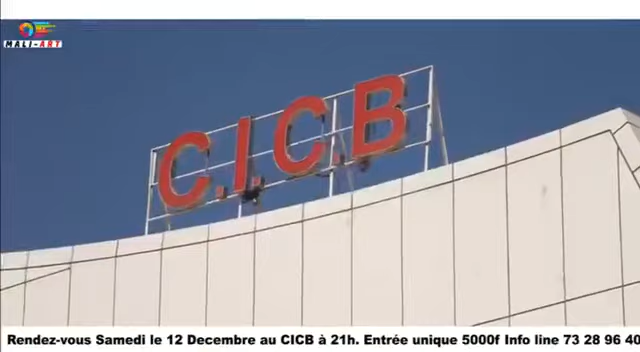 MALI-ART
C.I.C.B
Rendez-vous Samedi le 12 Decembre au CICB à 21h. Entrée unique 5000f Info line 73 28 96 40